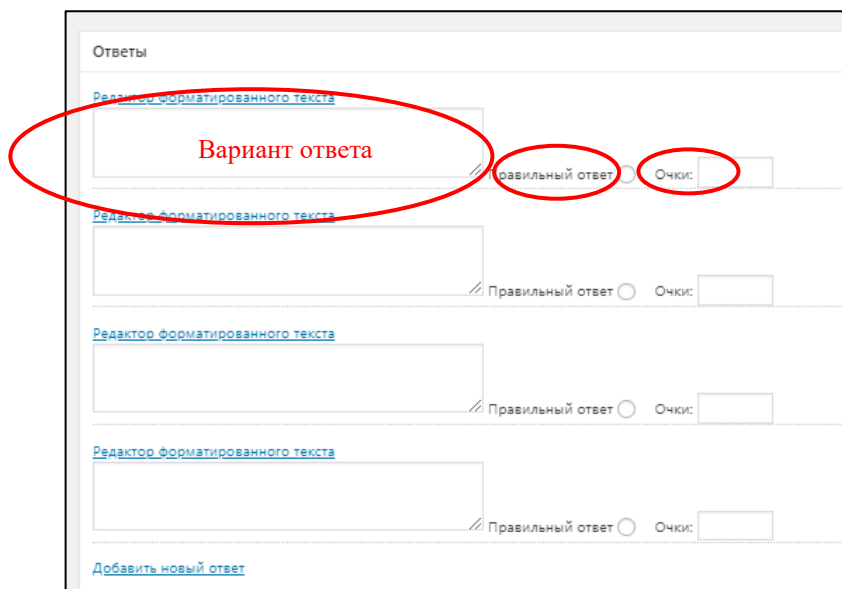 Ответы
Редактор форматированного текста
Вариант ответа
Правильный ответ Очки:
Редактор форматированного текста
Правильный ответ Очки:
Редактор форматированного текста
Правильный ответ Очки:
Редактор форматированного текста
Правильный ответ Очки:
Добавить новый ответ